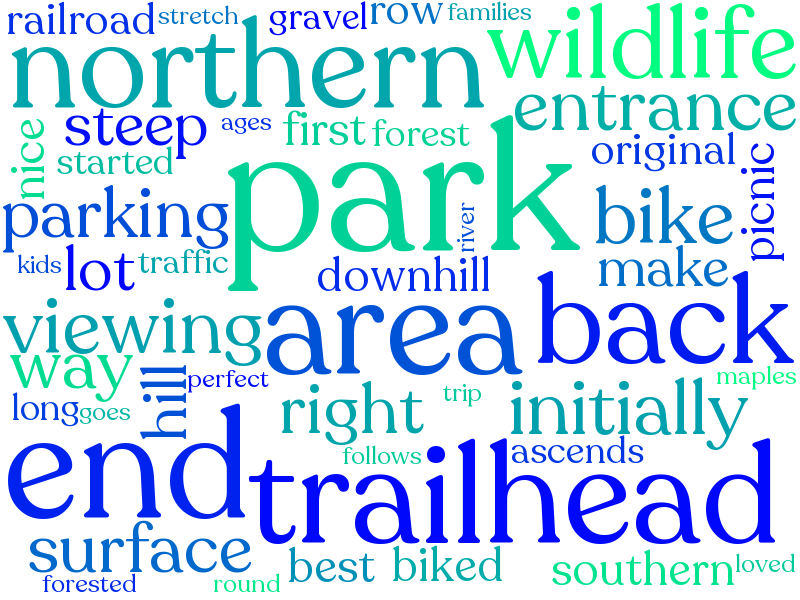 railroad stretch gravel row families wildlife
northern entrance
steep ages first forest original
nice started park picnic
parking river bike
kids lot traffic downhill make
viewing area back
way perfect maples
long goes hill right trip initially
end follows ascends
trailhead
surface best biked southern loved
forested round